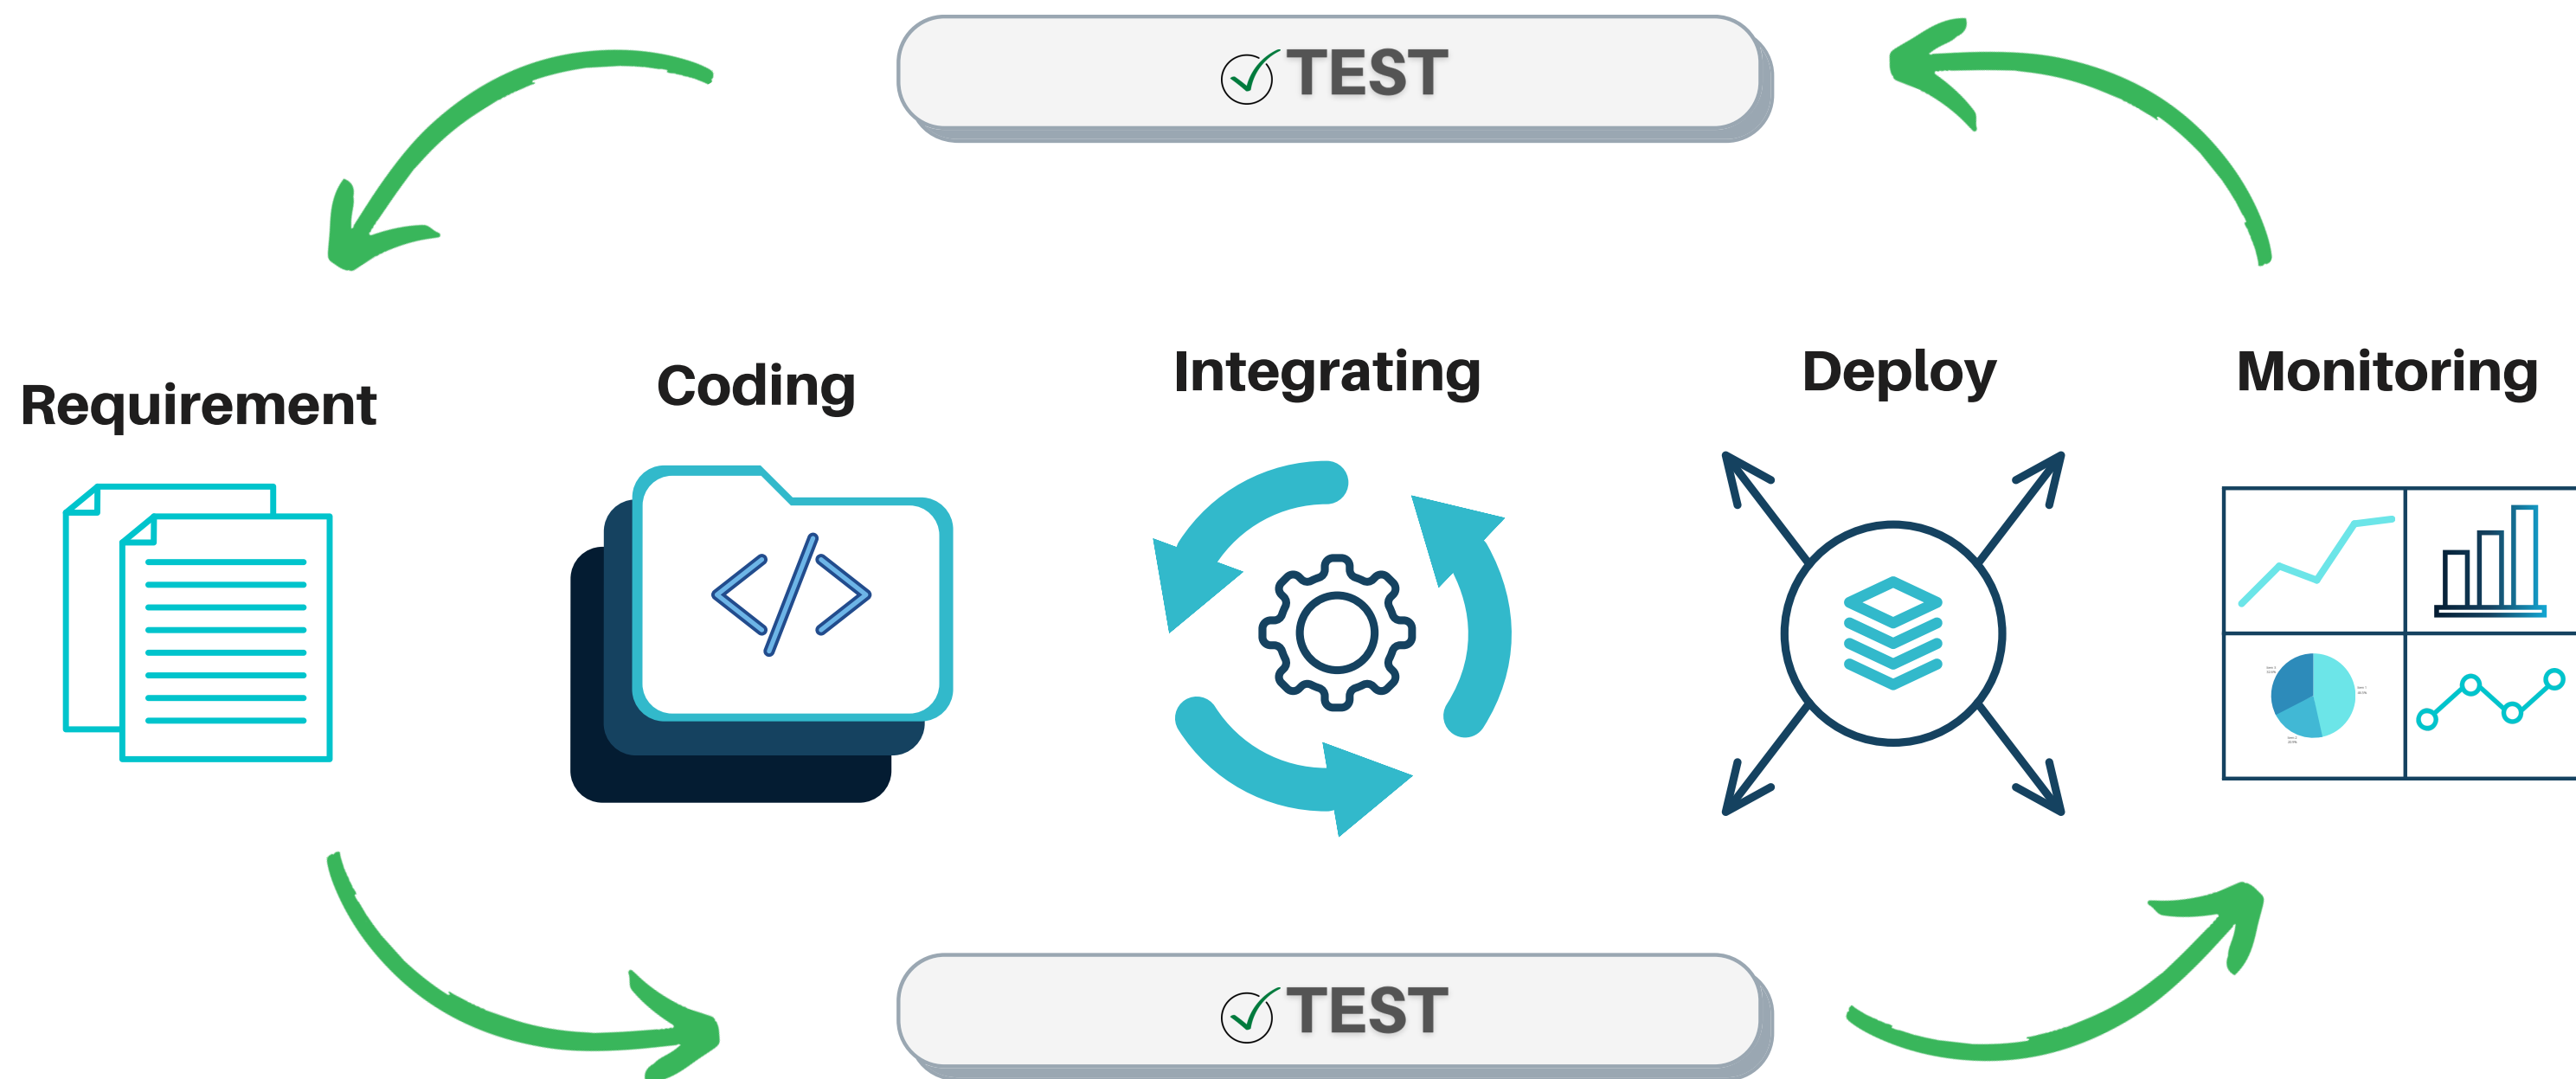 TEST
Requirement
Coding
Integrating
Deploy
Monitoring
TEST